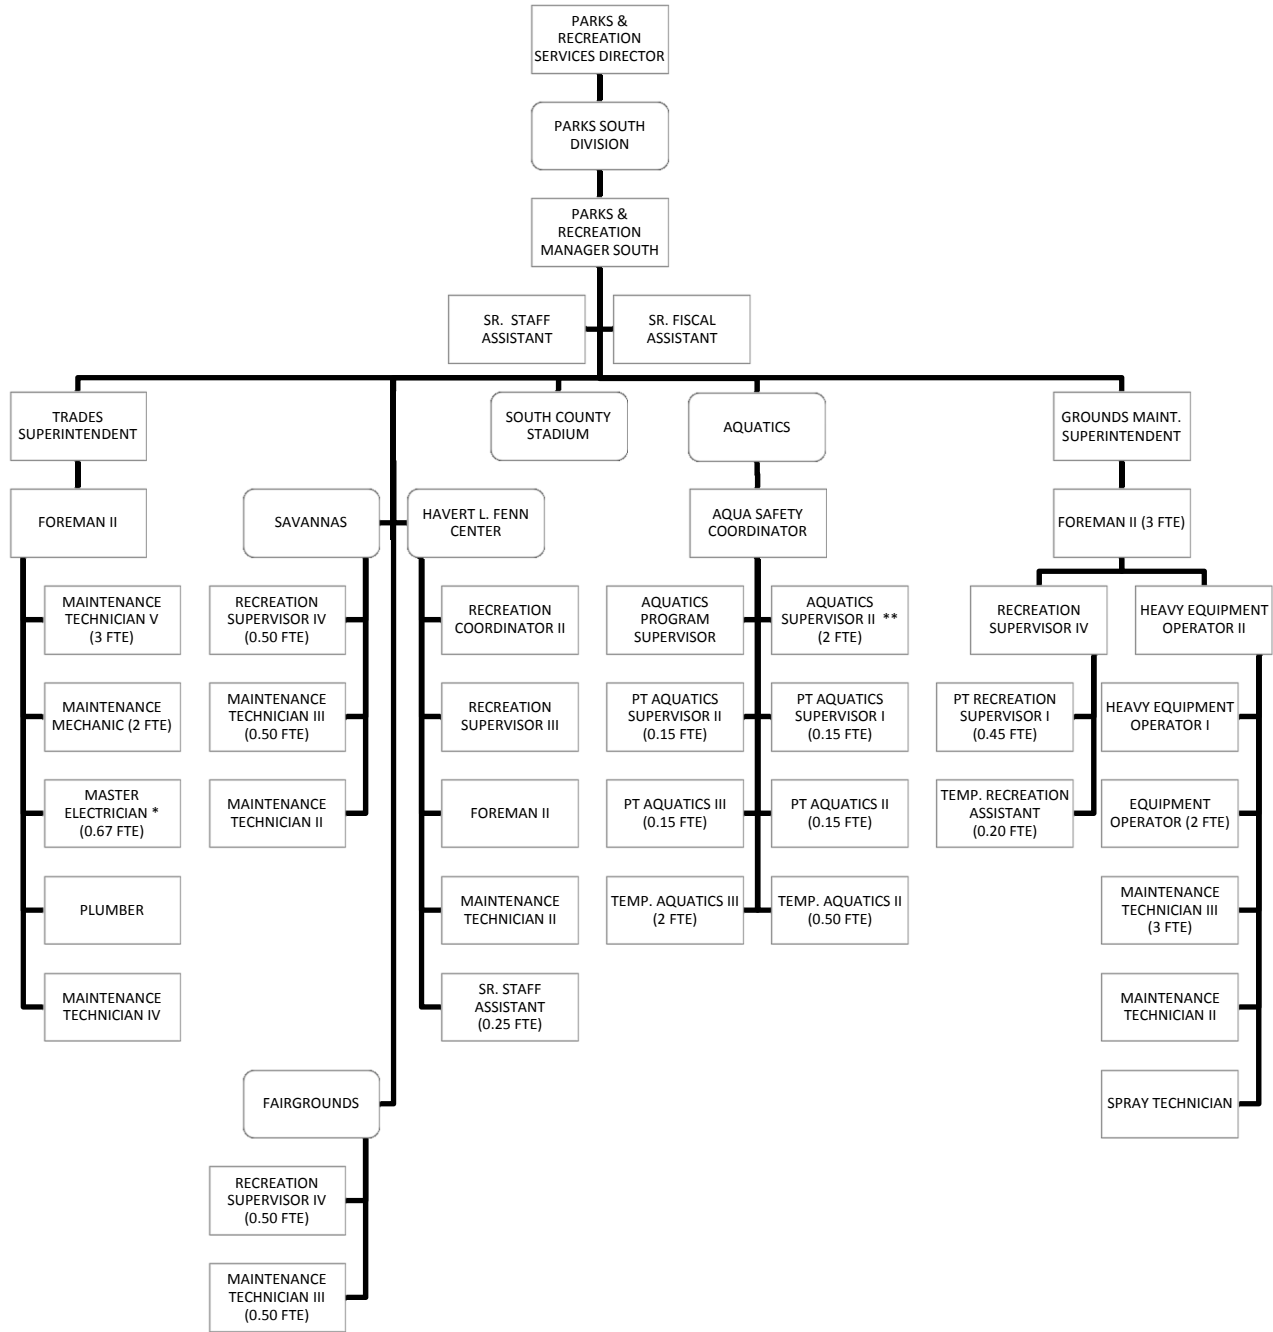 PARKS &
RECREATION
SERVICES DIRECTOR
PARKS SOUTH
DIVISION
PARKS &
RECREATION
MANAGER SOUTH
SR.  STAFF
ASSISTANT
SR. FISCAL
ASSISTANT
TRADES
SUPERINTENDENT
SOUTH COUNTY
STADIUM
AQUATICS
GROUNDS MAINT.
SUPERINTENDENT
FOREMAN II
SAVANNAS
HAVERT L. FENN
CENTER
AQUA SAFETY
COORDINATOR
FOREMAN II (3 FTE)
MAINTENANCE
TECHNICIAN V
(3 FTE)
RECREATION
SUPERVISOR IV
(0.50 FTE)
RECREATION
COORDINATOR II
AQUATICS
PROGRAM
SUPERVISOR
AQUATICS
SUPERVISOR II  **
(2 FTE)
RECREATION
SUPERVISOR IV
HEAVY EQUIPMENT
OPERATOR II
MAINTENANCE
MECHANIC (2 FTE)
MAINTENANCE
TECHNICIAN III
(0.50 FTE)
RECREATION
SUPERVISOR III
PT AQUATICS
SUPERVISOR II
(0.15 FTE)
PT AQUATICS
SUPERVISOR I
(0.15 FTE)
PT RECREATION
SUPERVISOR I
(0.45 FTE)
HEAVY EQUIPMENT
OPERATOR I
MASTER
ELECTRICIAN *
(0.67 FTE)
MAINTENANCE
TECHNICIAN II
FOREMAN II
PT AQUATICS III
(0.15 FTE)
PT AQUATICS II
(0.15 FTE)
TEMP. RECREATION
ASSISTANT
(0.20 FTE)
EQUIPMENT
OPERATOR (2 FTE)
PLUMBER
MAINTENANCE
TECHNICIAN II
TEMP. AQUATICS III
(2 FTE)
TEMP. AQUATICS II
(0.50 FTE)
MAINTENANCE
TECHNICIAN III
(3 FTE)
MAINTENANCE
TECHNICIAN IV
SR. STAFF
ASSISTANT
(0.25 FTE)
MAINTENANCE
TECHNICIAN II
FAIRGROUNDS
SPRAY TECHNICIAN
RECREATION
SUPERVISOR IV
(0.50 FTE)
MAINTENANCE
TECHNICIAN III
(0.50 FTE)